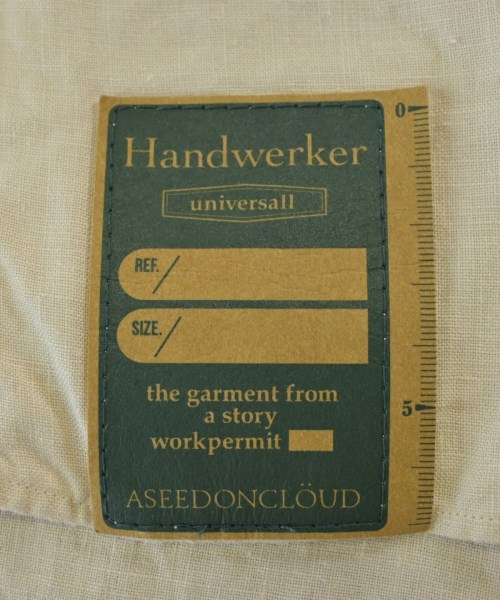 Handwerker
universall
REF. /
SIZE. /
the garment from
a story
workpermit
ASEEDONCLÖUD
0
5